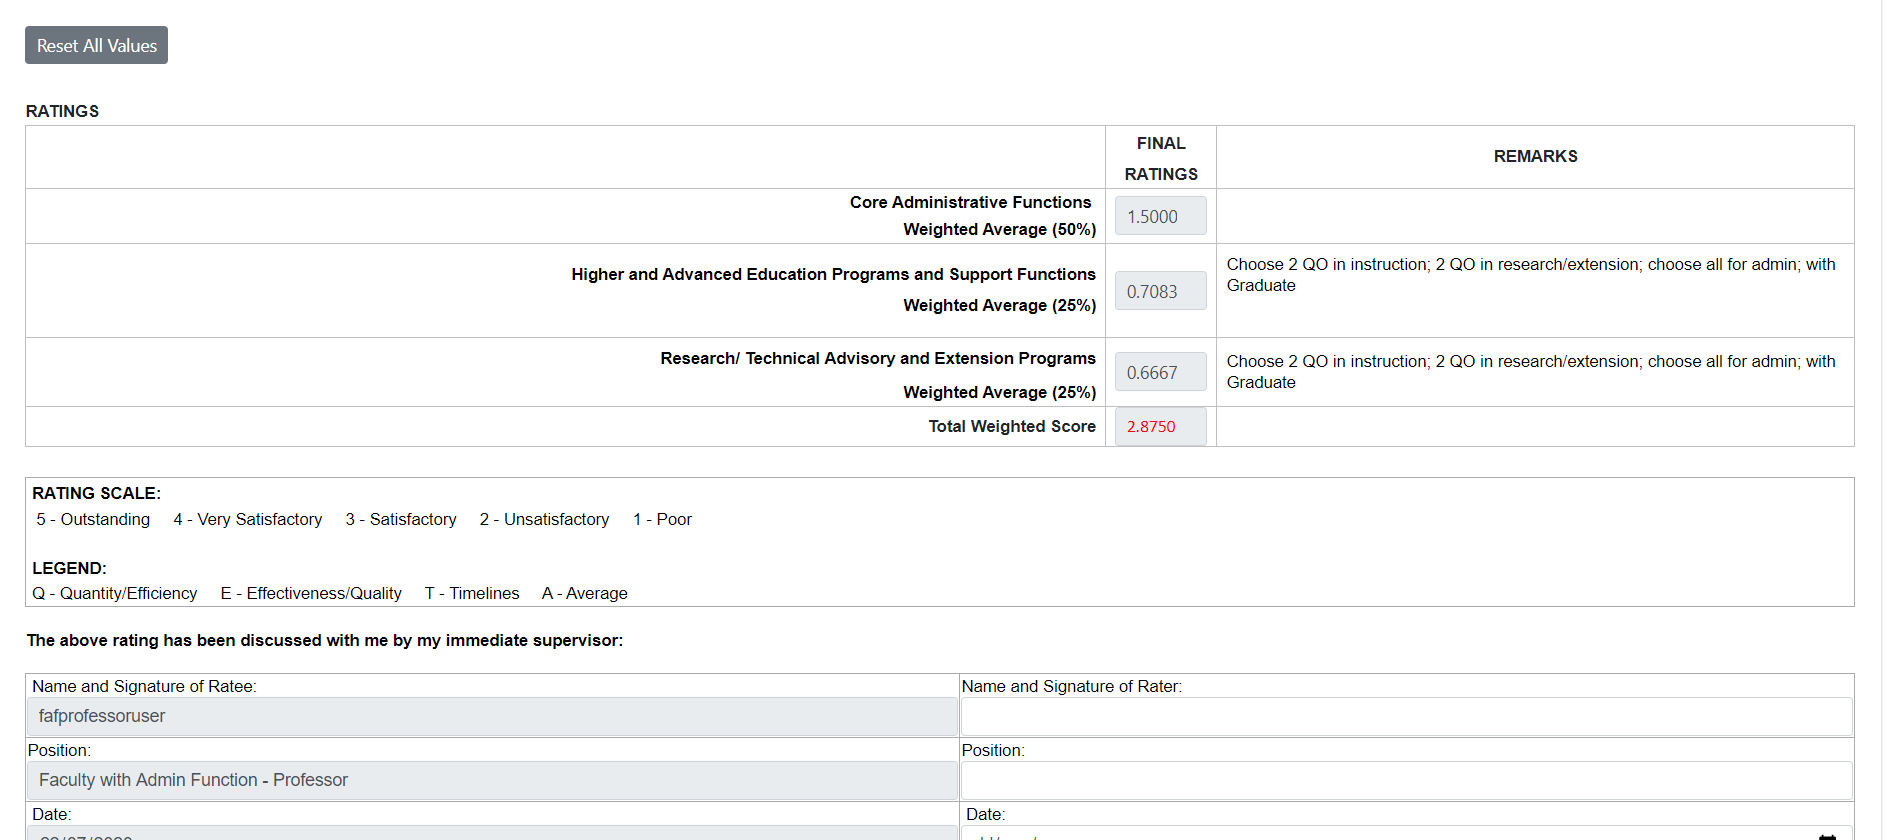 Reset All Values
RATINGS
FINAL
RATINGS
REMARKS
Core Administrative Functions
Weighted Average (50%)
1.5000
Higher and Advanced Education Programs and Support Functions
Weighted Average (25%)
0.7083
Choose 2 QO in instruction; 2 QO in research/extension; choose all for admin; with
Graduate
Research/ Technical Advisory and Extension Programs
Weighted Average (25%)
0.6667
Choose 2 QO in instruction; 2 QO in research/extension; choose all for admin; with
Graduate
Total Weighted Score
2.8750
RATING SCALE:
5 - Outstanding 4 - Very Satisfactory 3 - Satisfactory 2 - Unsatisfactory 1 - Poor
LEGEND:
Q - Quantity/Efficiency E - Effectiveness/Quality T - Timelines A - Average
The above rating has been discussed with me by my immediate supervisor:
Name and Signature of Ratee:
fafprofessoruser
Name and Signature of Rater:
Position:
Faculty with Admin Function - Professor
Position:
Date:
Date: